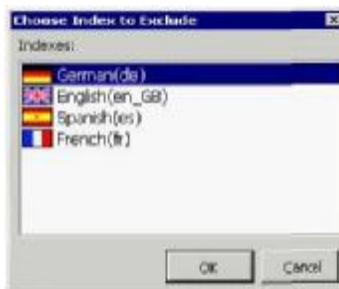 Choose Index to Exclude
Indexes:
German(de)
English(en_GB)
Spanish(es)
French(fr)
OK
Cancel